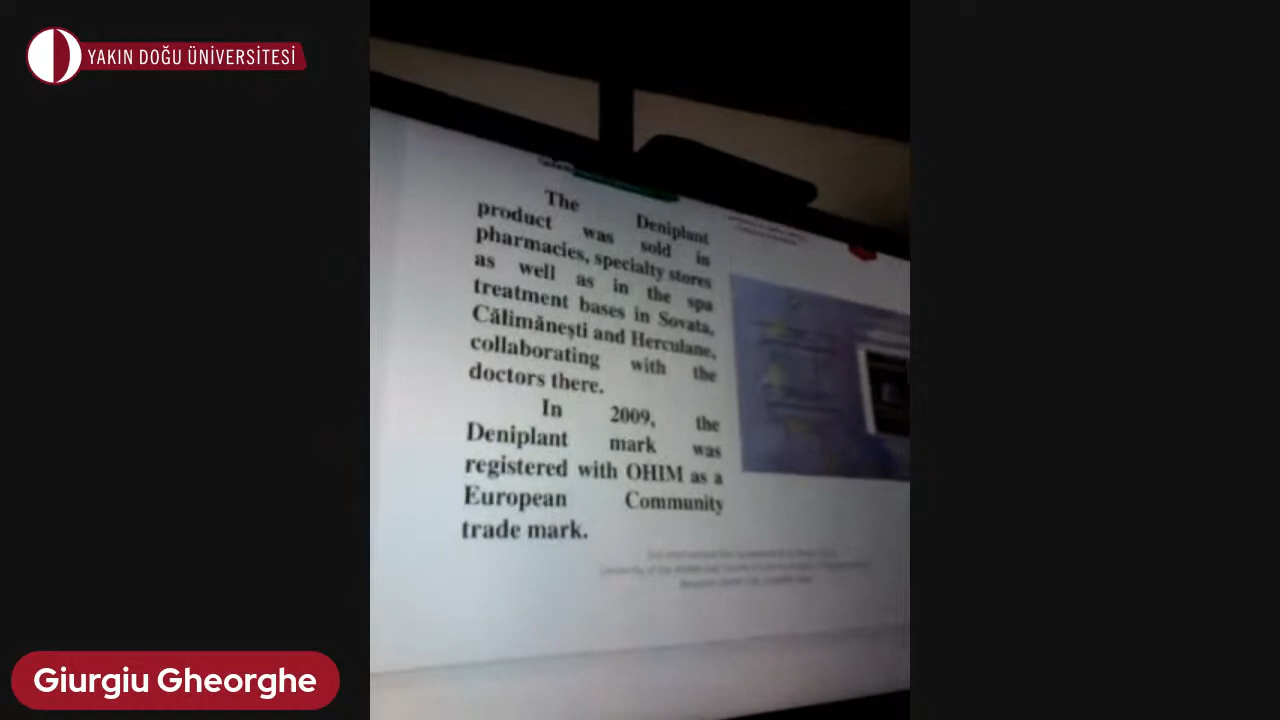 YAKIN DOĞU ÜNİVERSİTESİ
The Deniplant
product was sold in
pharmacies, specialty stores
as well as in the spa
treatment bases in Sovata,
Călimănești and Herculane,
collaborating with the
doctors there.
In 2009, the
Deniplant mark was
registered with OHIM as a
European Community
trade mark.
Giurgiu Gheorghe